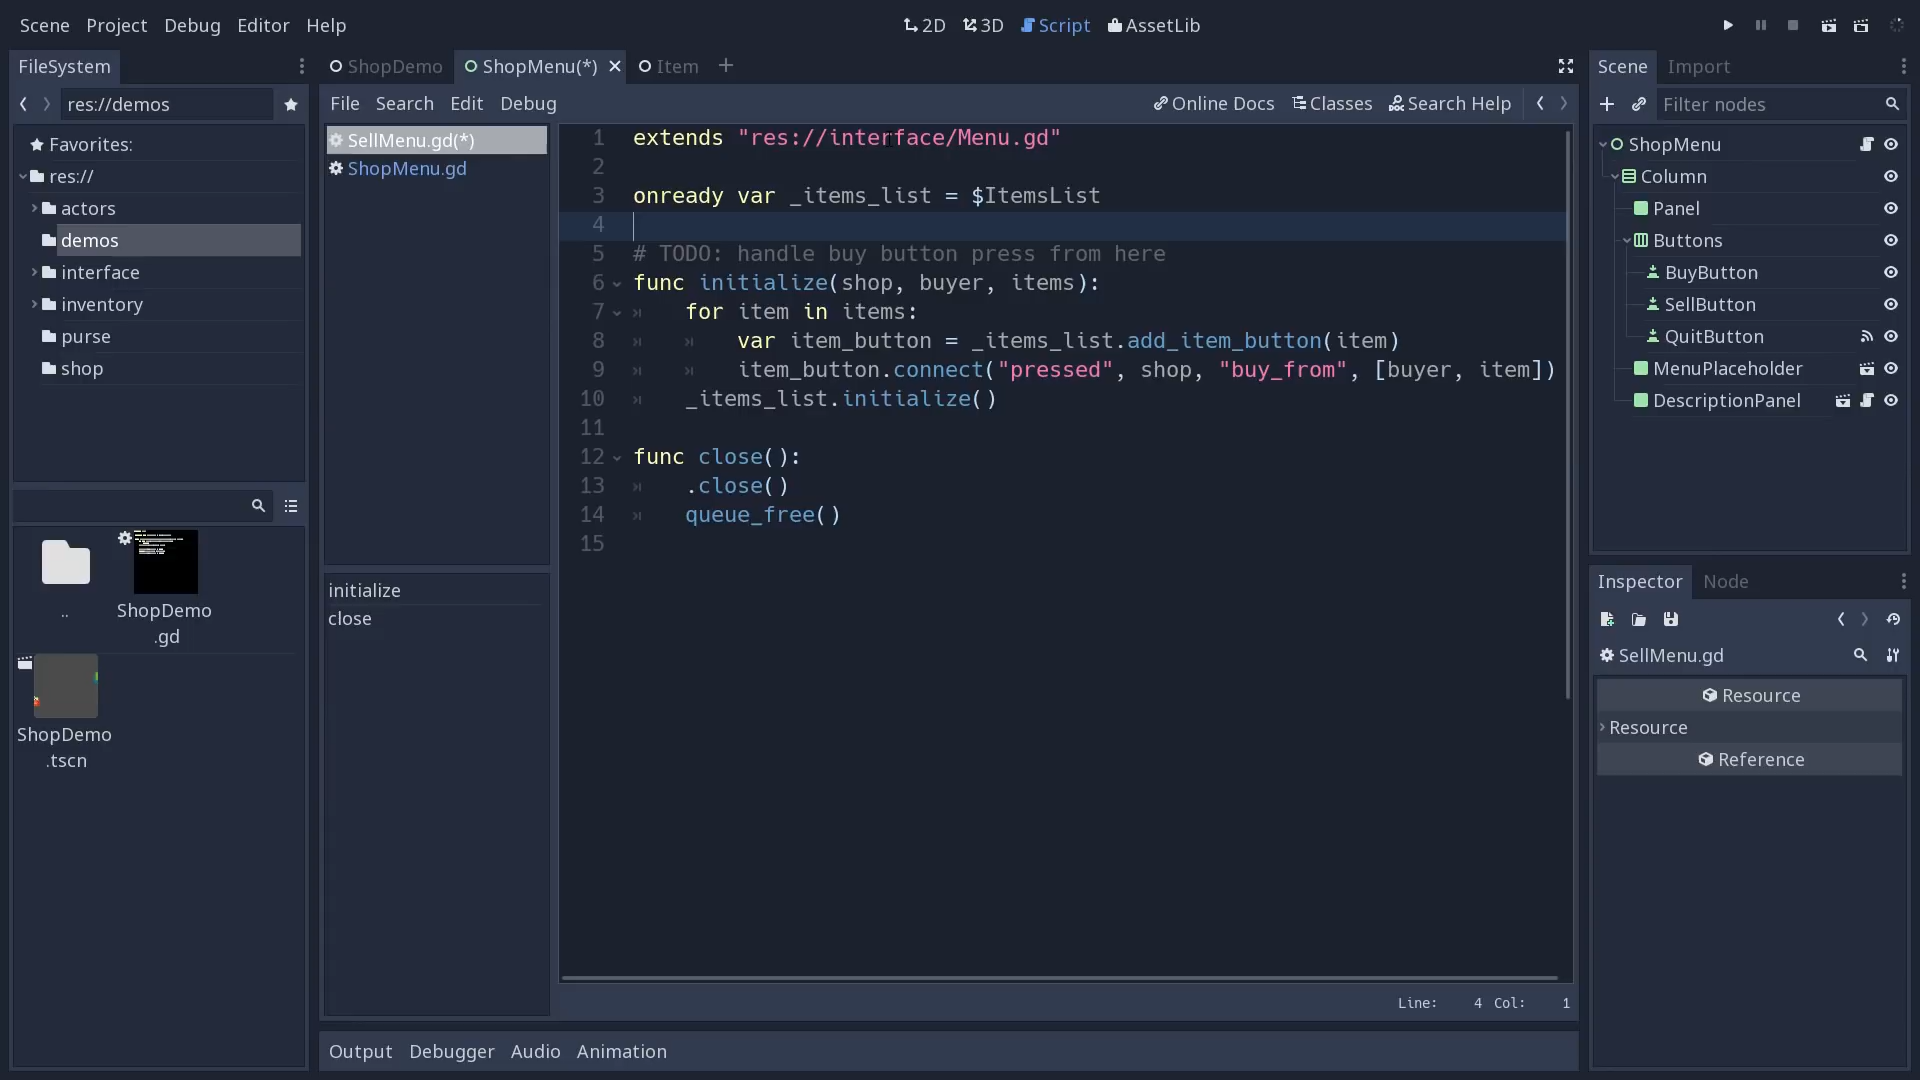 Scene Project Debug Editor Help
2D 3D Script AssetLib
FileSystem
res://demos
Favorites:
res://
actors
demos
interface
inventory
purse
shop
..
ShopDemo
.gd
ShopDemo
.tscn
ShopDemo ShopMenu(*) Item
File Search Edit Debug
Online Docs Classes Search Help
SellMenu.gd(*)
ShopMenu.gd
initialize
close
1 extends "res://interface/Menu.gd"
2
3 onready var _items_list = $ItemsList
4
5 # TODO: handle buy button press from here
6 func initialize(shop, buyer, items):
7 for item in items:
8 var item_button = _items_list.add_item_button(item)
9 item_button.connect("pressed", shop, "buy_from", [buyer, item])
10 _items_list.initialize()
11
12 func close():
13 .close()
14 queue_free()
15
Line: 4 Col: 1
Output Debugger Audio Animation
Scene Import
Filter nodes
ShopMenu
Column
Panel
Buttons
BuyButton
SellButton
QuitButton
MenuPlaceholder
DescriptionPanel
Inspector Node
SellMenu.gd
Resource
Resource
Reference